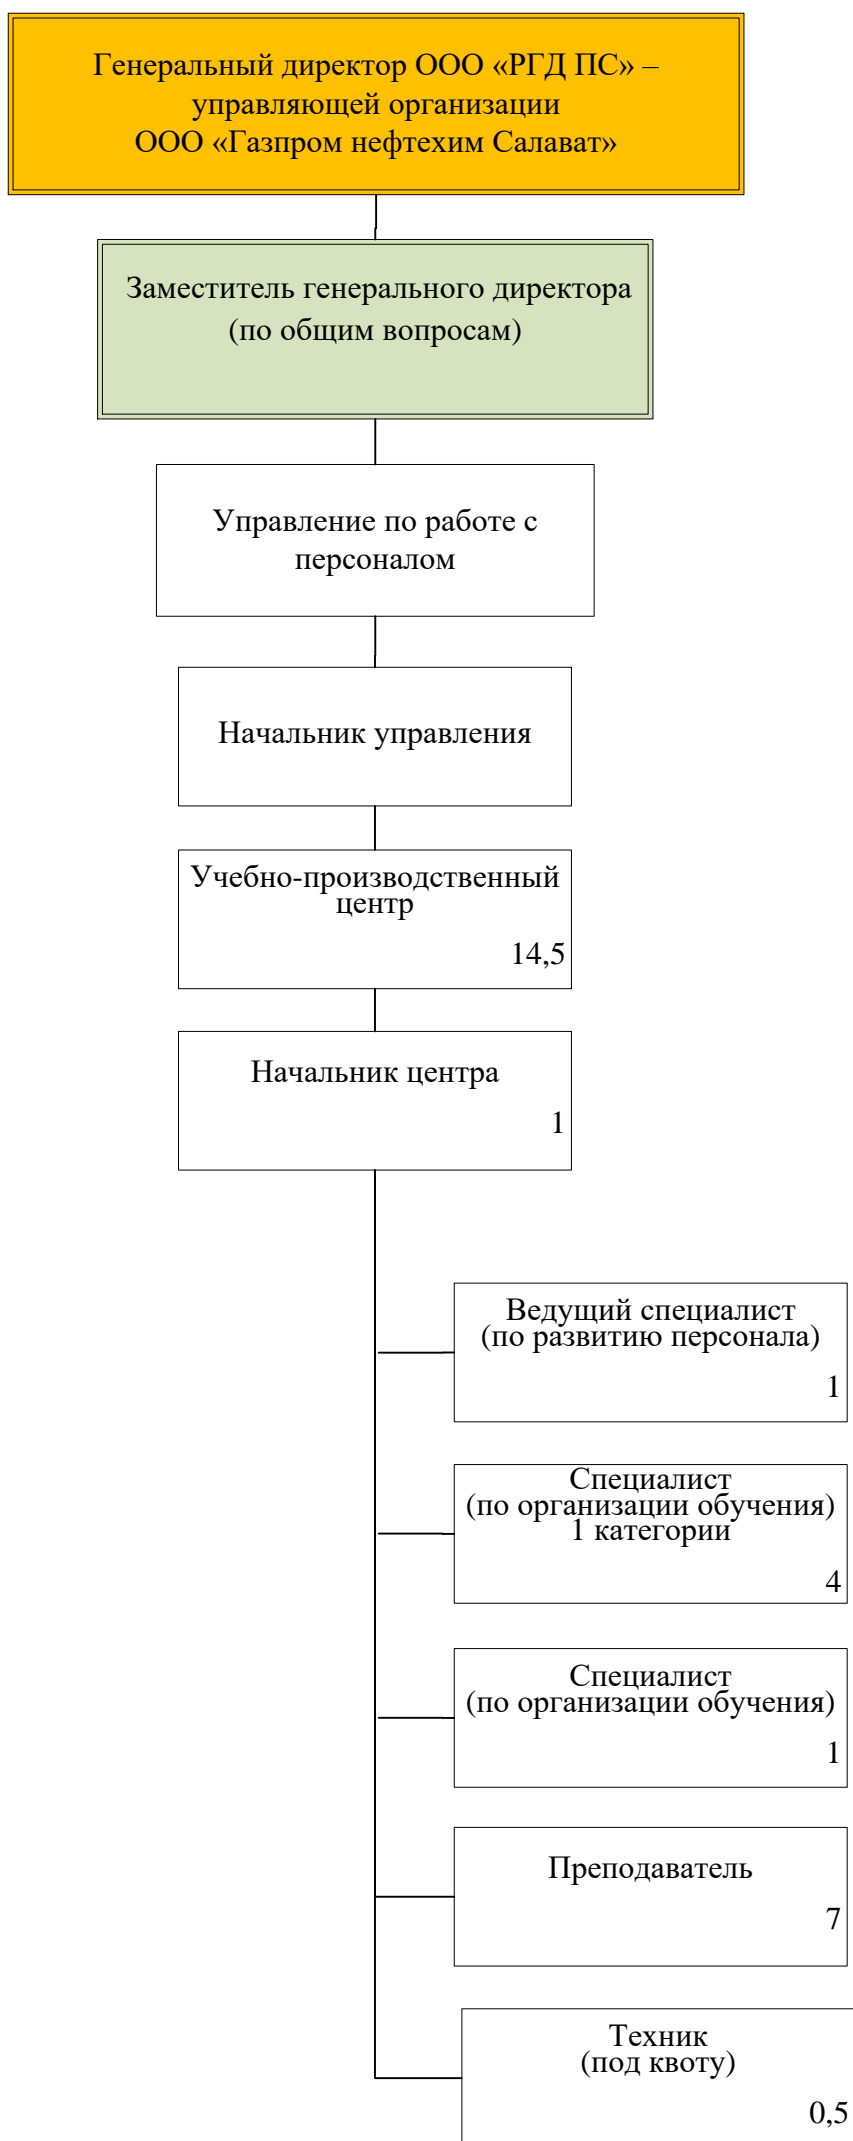 Генеральный директор ООО «РГД ПС» –
управляющей организации
ООО «Газпром нефтехим Салават»
Заместитель генерального директора
(по общим вопросам)
Управление по работе с
персоналом
Начальник управления
Учебно-производственный
центр
14,5
Начальник центра
1
Ведущий специалист
(по развитию персонала)
1
Специалист
(по организации обучения)
1 категории
4
Специалист
(по организации обучения)
1
Преподаватель
7
Техник
(под квоту)
0,5